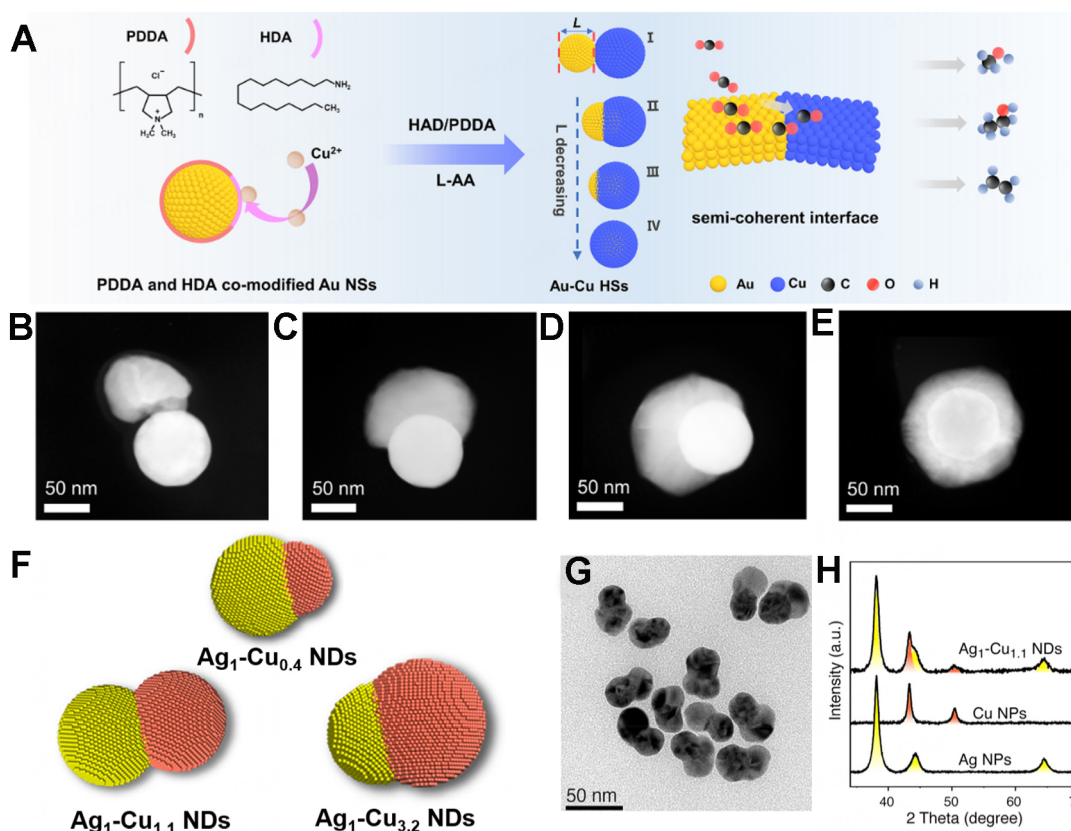 A
PDDA
HDA
Cl⁻
n
N
+
H₃C
CH₃
NH₂
CH₃
Cu²⁺
HAD/PDDA
L-AA
PDDA and HDA co-modified Au NSs
L
I
II
III
IV
L decreasing
Au-Cu HSs
semi-coherent interface
Au Cu C O H
B
50 nm
C
50 nm
D
50 nm
E
50 nm
F
Ag₁-Cu₀.₄ NDs
Ag₁-Cu₁.₁ NDs
Ag₁-Cu₃.₂ NDs
G
50 nm
H
Intensity (a.u.)
Ag₁-Cu₁.₁ NDs
Cu NPs
Ag NPs
40 50 60
2 Theta (degree)